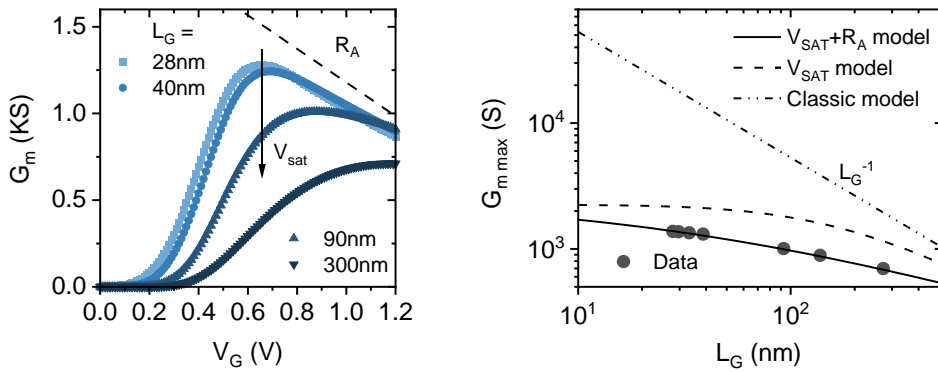 L_G =
28nm
40nm
R_A
V_sat
90nm
300nm
G_m (KS)
1.5
1.0
0.5
0.0
0.0 0.2 0.4 0.6 0.8 1.0 1.2
V_G (V)
V_SAT+R_A model
V_SAT model
Classic model
L_G^-1
Data
G_m max (S)
10^4
10^3
10^1 10^2
L_G (nm)